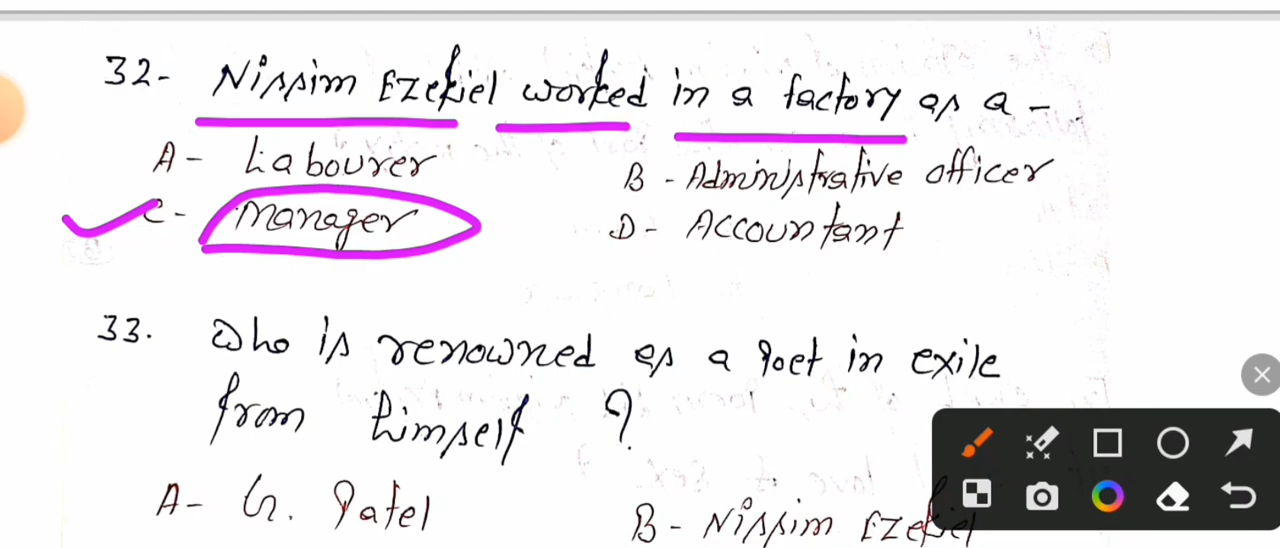 32- Nissim Ezekiel worked in a factory as a -
A - Labourer
B - Administrative officer
C - Manager
D - Accountant
33. Who is renowned as a Poet in exile
from himself ?
A - G. Patel
B - Nissim Ezekiel